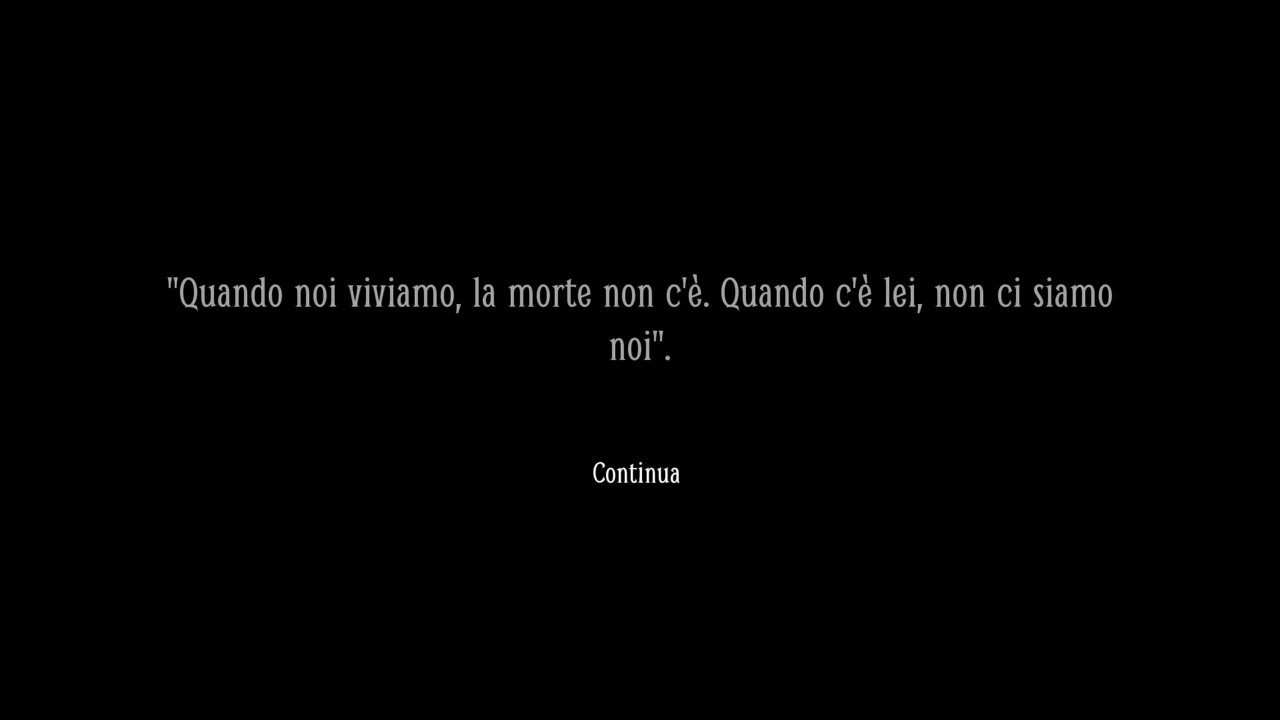 "Quando noi viviamo, la morte non c'è. Quando c'è lei, non ci siamo
noi".
Continua